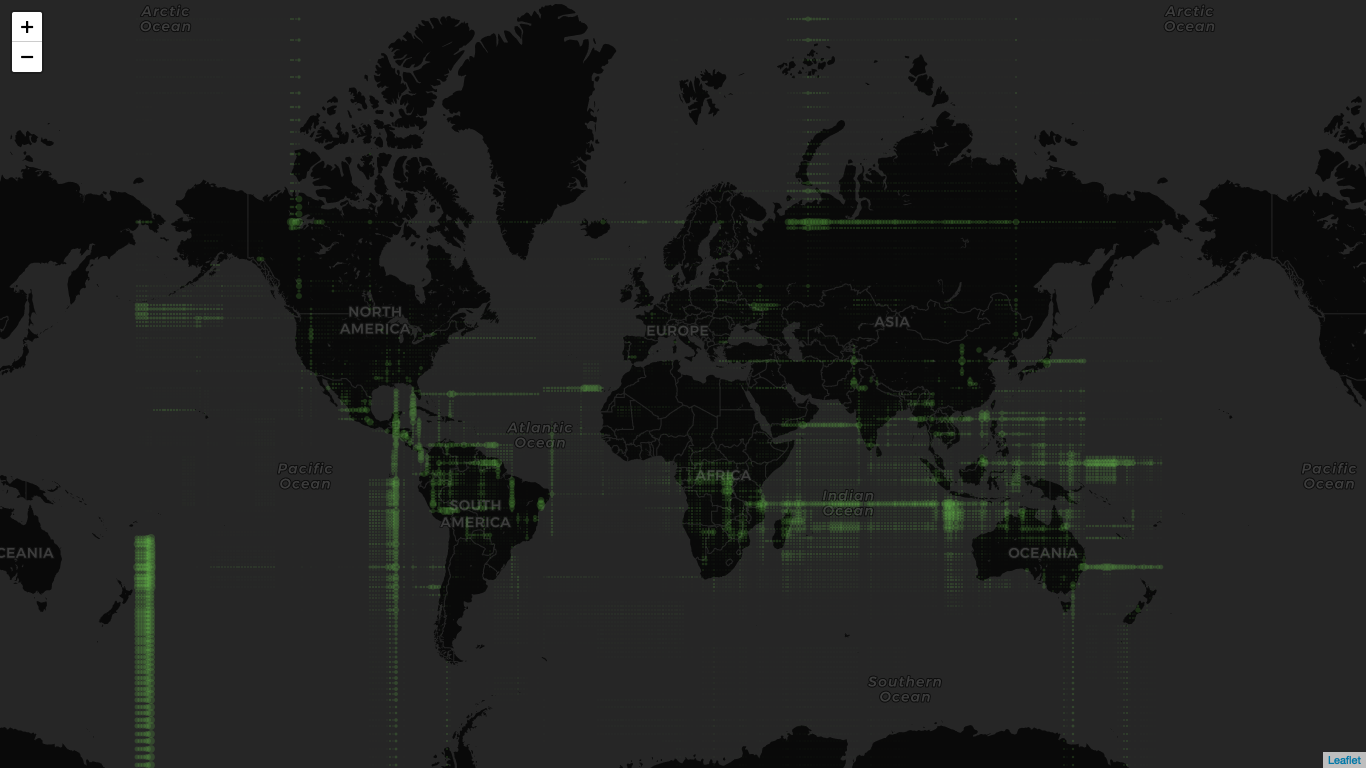 Arctic
Ocean
Arctic
Ocean
+
−
NORTH
AMERICA
EUROPE
ASIA
Atlantic
Ocean
Pacific
Ocean
AFRICA
Pacific
Ocean
Indian
Ocean
SOUTH
AMERICA
CEANIA
OCEANIA
Southern
Ocean
Leaflet